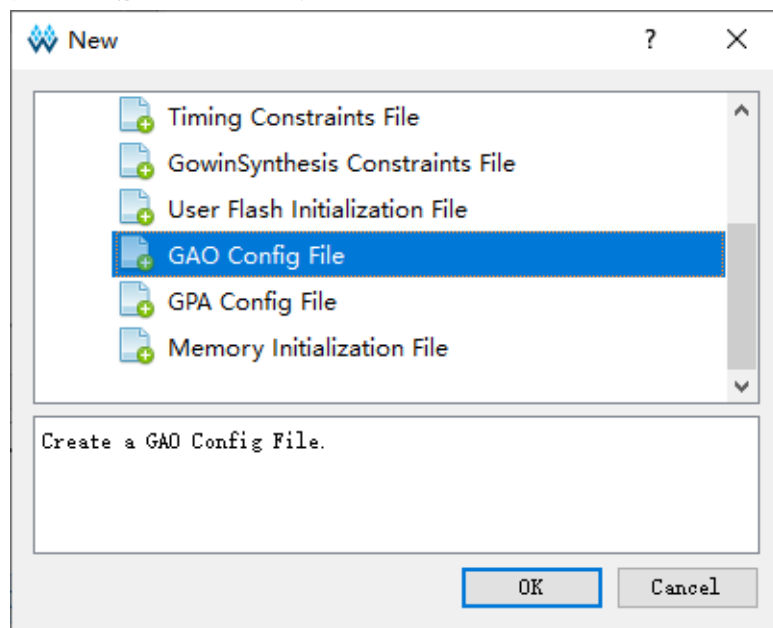 New
?
Timing Constraints File
GowinSynthesis Constraints File
User Flash Initialization File
GAO Config File
GPA Config File
Memory Initialization File
Create a GAO Config File.
OK
Cancel